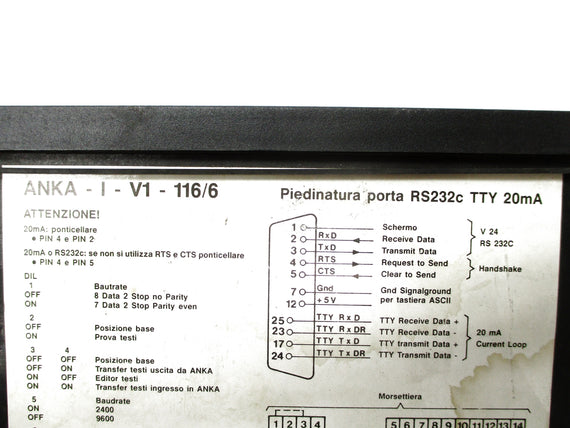 ANKA - I - V1 - 116/6
ATTENZIONE!
20mA: ponticellare
● PIN 4 e PIN 2
20mA o RS232c: se non si utilizza RTS e CTS ponticellare
● PIN 4 e PIN 5
DIL
1 Bautrate
OFF 8 Data 2 Stop no Parity
ON 7 Data 2 Stop Parity even
2
OFF Posizione base
ON Prova testi
3 4
OFF OFF Posizione base
ON OFF Transfer testi uscita da ANKA
OFF ON Editor testi
ON ON Transfer testi ingresso in ANKA
5 Baudrate
ON 2400
OFF 9600
Piedinatura porta RS232c TTY 20mA
1 Schermo
2 RxD Receive Data
3 TxD Transmit Data
V 24
RS 232C
4 RTS Request to Send
5 CTS Clear to Send
Handshake
7 Gnd Gnd Signalground
12 +5V per tastiera ASCII
25 TTY RxD TTY Receive Data +
23 TTY RxDR TTY Receive Data -
17 TTY TxD TTY transmit Data +
24 TTY TxDR TTY Transmit Data -
20 mA
Current Loop
Morsettiera
1 2 3 4 5 6 7 8 9 10 11 12 13 14